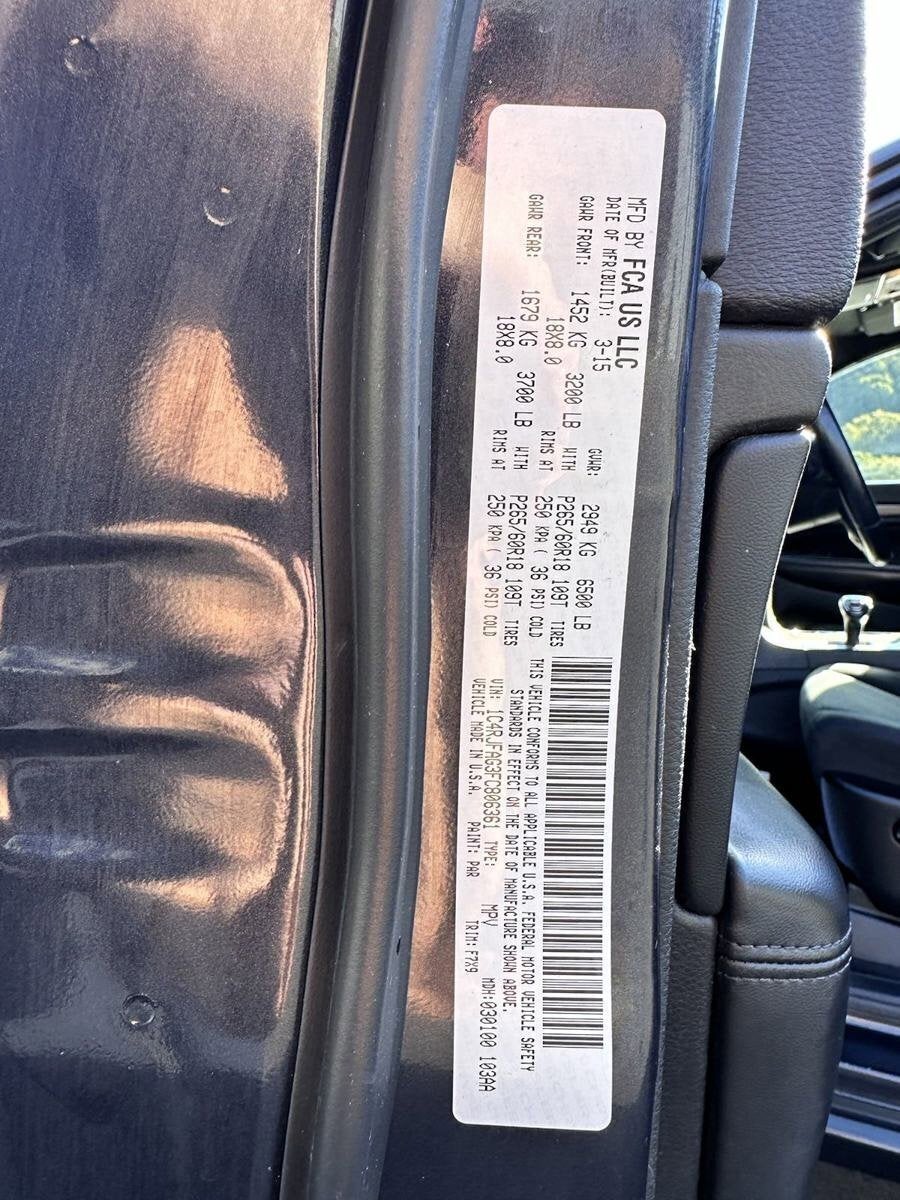 MFD BY FCA US LLC
DATE OF MFR(BUILT): 3-15 GVWR: 2949 KG 6500 LB
GAWR FRONT: 1452 KG 3200 LB WITH P265/60R18 109T TIRES
18X8.0 RIMS AT 250 KPA ( 36 PSI) COLD
GAWR REAR: 1679 KG 3700 LB WITH P265/60R18 109T TIRES
18X8.0 RIMS AT 250 KPA ( 36 PSI) COLD
THIS VEHICLE CONFORMS TO ALL APPLICABLE U.S.A. FEDERAL MOTOR VEHICLE SAFETY
STANDARDS IN EFFECT ON THE DATE OF MANUFACTURE SHOWN ABOVE.
VIN: 1C4RJFAG3FC806361 TYPE: MPV MDH:030100 103AA
VEHICLE MADE IN U.S.A. PAINT: PAR TRIM: F7X9